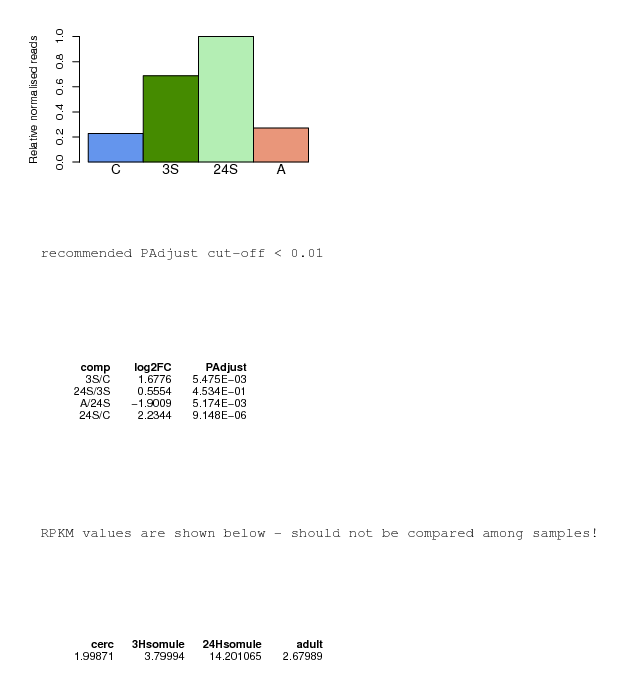 Relative normalised reads
1.0
0.8
0.6
0.4
0.2
0.0
C 3S 24S A
recommended PAdjust cut-off < 0.01
comp log2FC PAdjust
3S/C 1.6776 5.475E−03
24S/3S 0.5554 4.534E−01
A/24S −1.9009 5.174E−03
24S/C 2.2344 9.148E−06
RPKM values are shown below - should not be compared among samples!
cerc 3Hsomule 24Hsomule adult
1.99871 3.79994 14.201065 2.67989